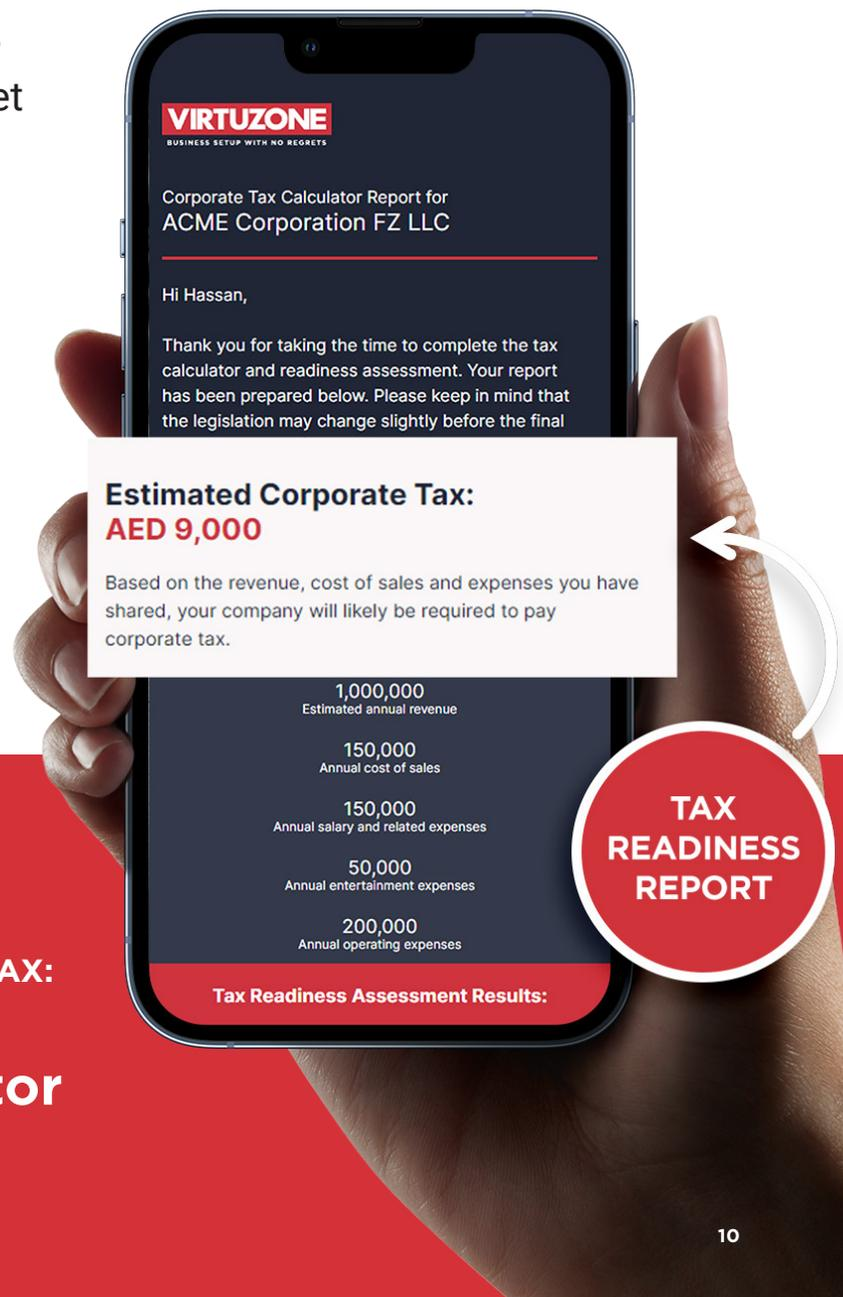 et
VIRTUZONE
BUSINESS SETUP WITH NO REGRETS
Corporate Tax Calculator Report for
ACME Corporation FZ LLC
Hi Hassan,
Thank you for taking the time to complete the tax
calculator and readiness assessment. Your report
has been prepared below. Please keep in mind that
the legislation may change slightly before the final
Estimated Corporate Tax:
AED 9,000
Based on the revenue, cost of sales and expenses you have
shared, your company will likely be required to pay
corporate tax.
1,000,000
Estimated annual revenue
150,000
Annual cost of sales
150,000
Annual salary and related expenses
50,000
Annual entertainment expenses
200,000
Annual operating expenses
Tax Readiness Assessment Results:
TAX
READINESS
REPORT
AX:
tor
10